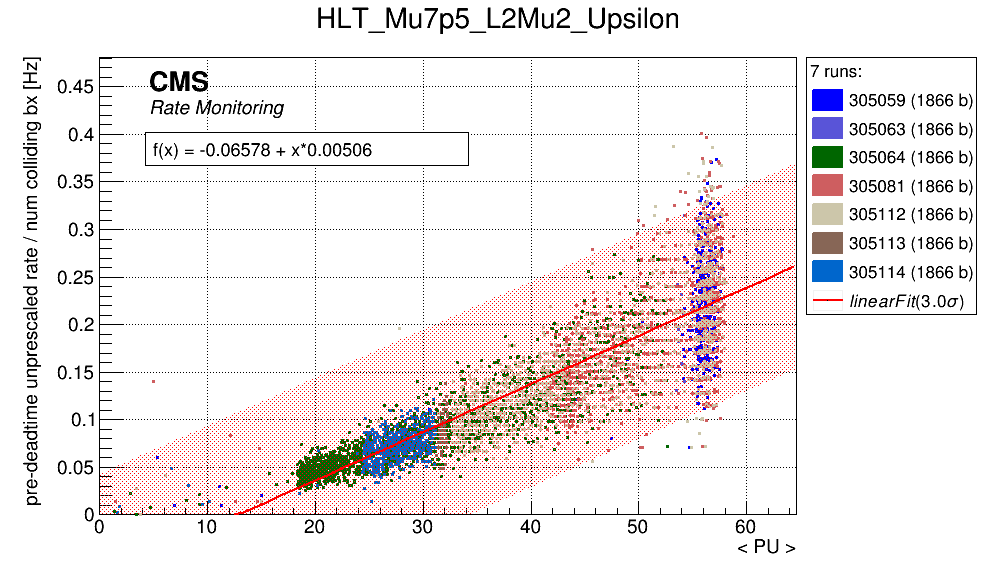 HLT_Mu7p5_L2Mu2_Upsilon
pre-deadtime unprescaled rate / num colliding bx [Hz]
CMS
Rate Monitoring
f(x) = -0.06578 + x*0.00506
0.45
0.4
0.35
0.3
0.25
0.2
0.15
0.1
0.05
0
0 10 20 30 40 50 60
< PU >
7 runs:
305059 (1866 b)
305063 (1866 b)
305064 (1866 b)
305081 (1866 b)
305112 (1866 b)
305113 (1866 b)
305114 (1866 b)
linearFit(3.0σ)